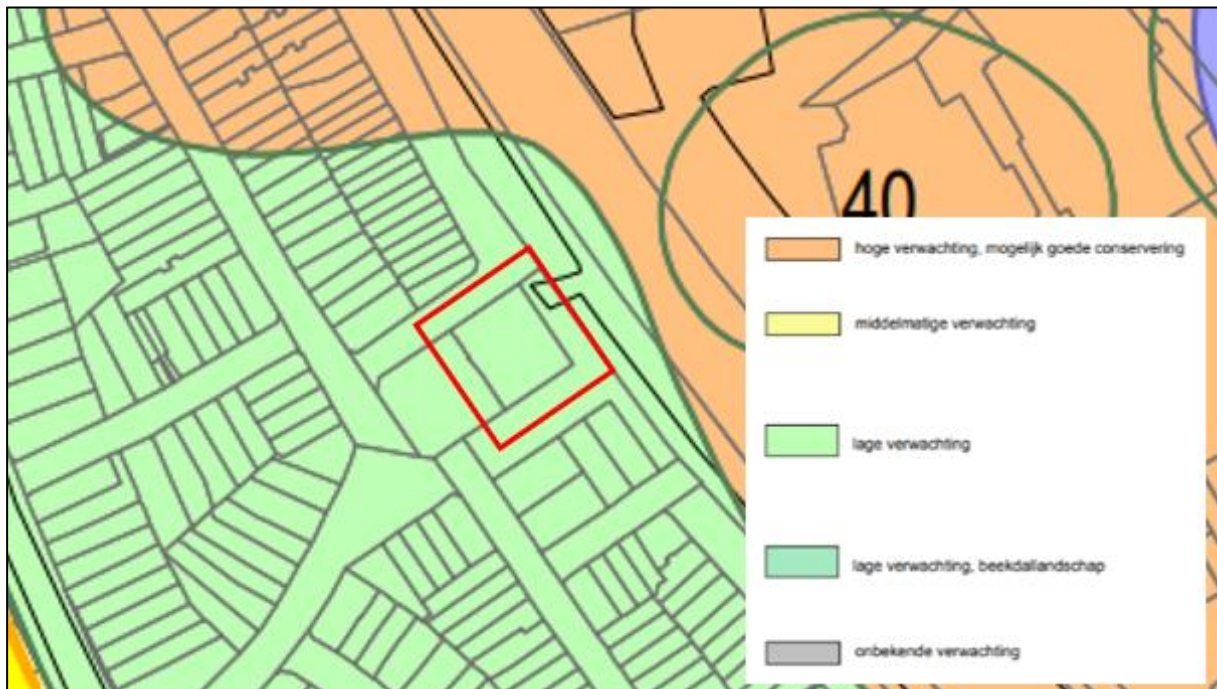 40
hoge verwachting, mogelijk goede conservering
middelmatige verwachting
lage verwachting
lage verwachting, beekdallandschap
onbekende verwachting